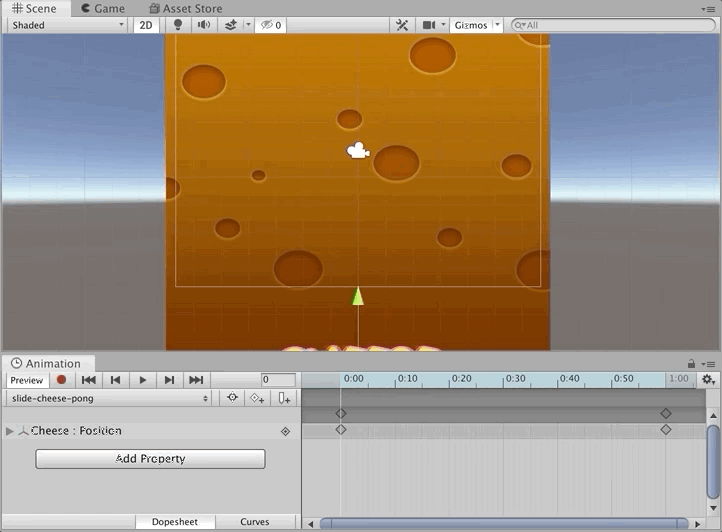 Scene Game Asset Store
Shaded 2D 0 Gizmos All
Animation
Preview 0 0:00 0:10 0:20 0:30 0:40 0:50 1:00
slide-cheese-pong
Cheese : Position
Add Property
Dopesheet Curves